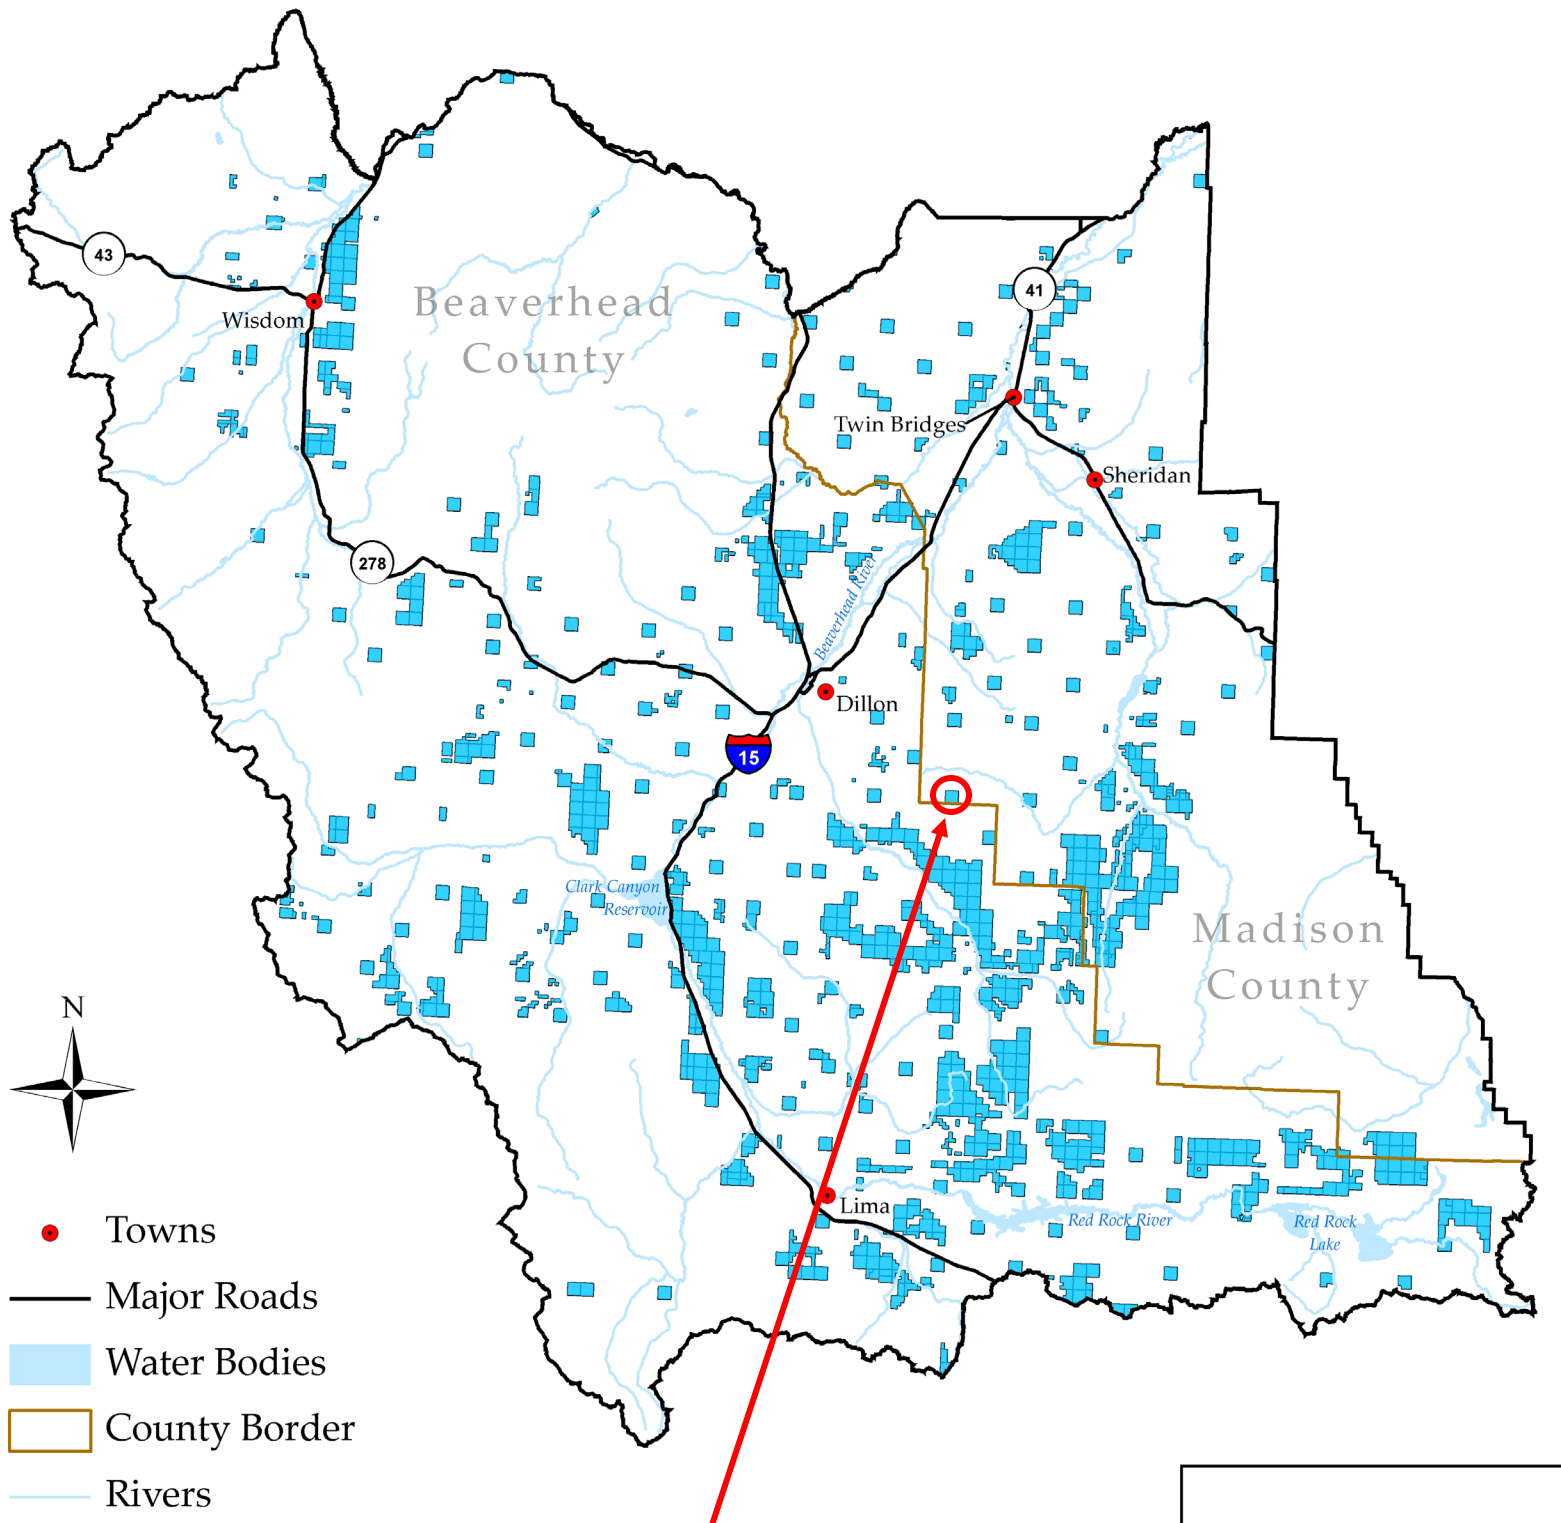 43
Wisdom
Beaverhead
County
41
Twin Bridges
Sheridan
278
Beaverhead River
Dillon
15
Clark Canyon
Reservoir
Madison
County
N
Lima
Red Rock River
Red Rock
Lake
Towns
Major Roads
Water Bodies
County Border
Rivers